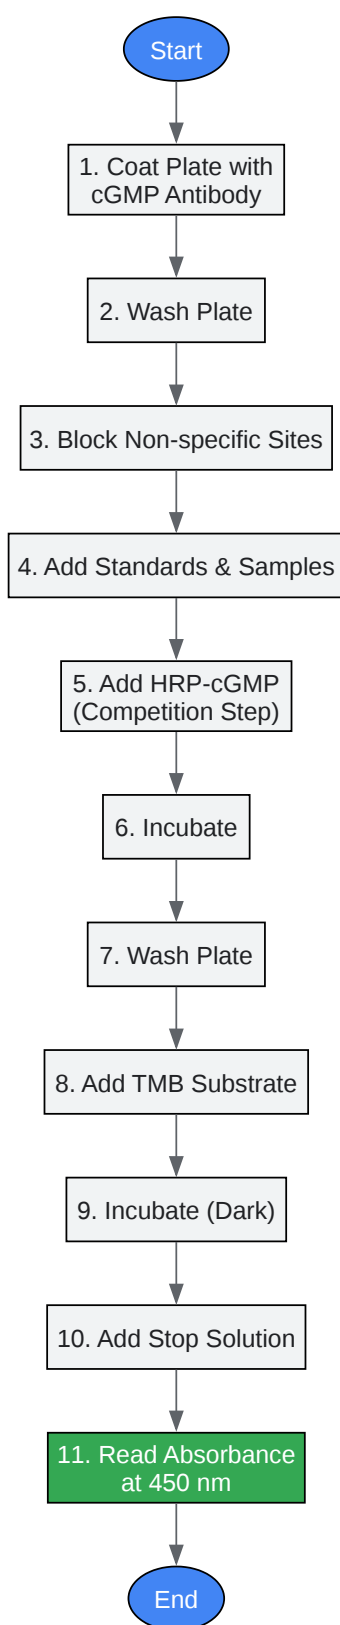 Start
1. Coat Plate with
cGMP Antibody
2. Wash Plate
3. Block Non-specific Sites
4. Add Standards & Samples
5. Add HRP-cGMP
(Competition Step)
6. Incubate
7. Wash Plate
8. Add TMB Substrate
9. Incubate (Dark)
10. Add Stop Solution
11. Read Absorbance
at 450 nm
End